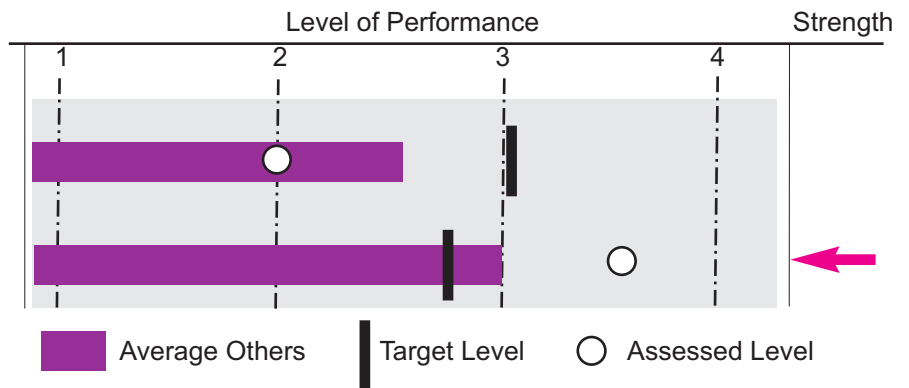 Level of Performance Strength
1 2 3 4
Average Others Target Level Assessed Level